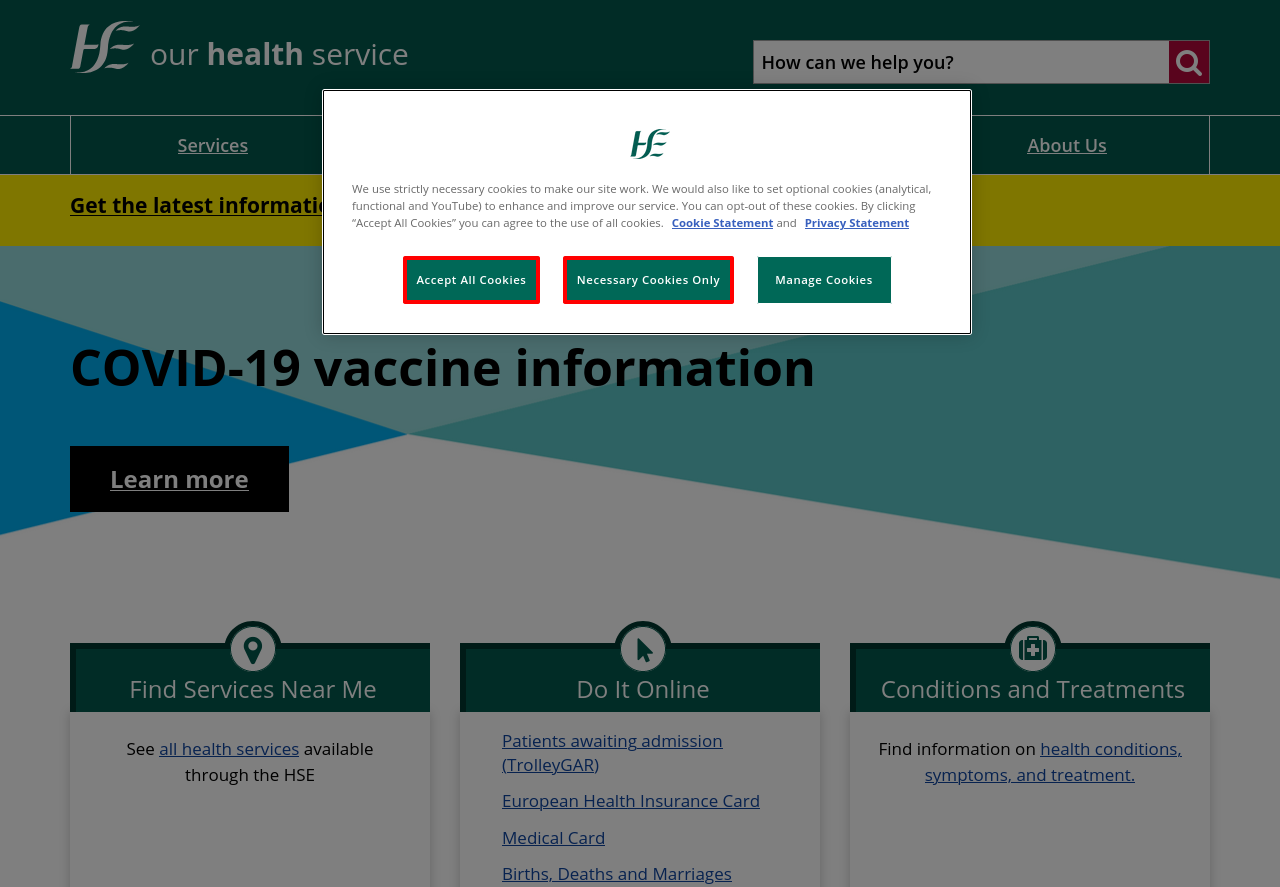 HE our health service
How can we help you?
Services
About Us
Get the latest informatio
We use strictly necessary cookies to make our site work. We would also like to set optional cookies (analytical,
functional and YouTube) to enhance and improve our service. You can opt-out of these cookies. By clicking
“Accept All Cookies” you can agree to the use of all cookies. Cookie Statement and Privacy Statement
Accept All Cookies
Necessary Cookies Only
Manage Cookies
COVID-19 vaccine information
Learn more
Find Services Near Me
See all health services available
through the HSE
Do It Online
Patients awaiting admission
(TrolleyGAR)
European Health Insurance Card
Medical Card
Births, Deaths and Marriages
Conditions and Treatments
Find information on health conditions,
symptoms, and treatment.